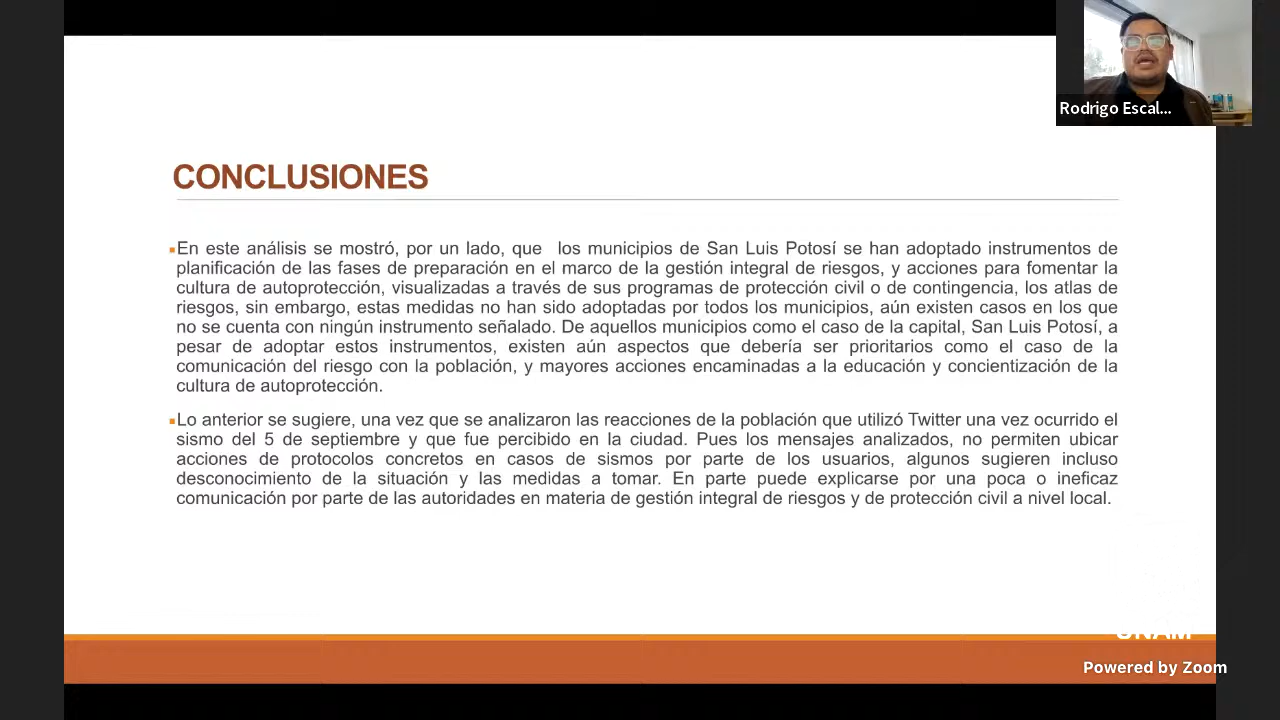 Rodrigo Escal...
CONCLUSIONES
▪En este análisis se mostró, por un lado, que los municipios de San Luis Potosí se han adoptado instrumentos de
planificación de las fases de preparación en el marco de la gestión integral de riesgos, y acciones para fomentar la
cultura de autoprotección, visualizadas a través de sus programas de protección civil o de contingencia, los atlas de
riesgos, sin embargo, estas medidas no han sido adoptadas por todos los municipios, aún existen casos en los que
no se cuenta con ningún instrumento señalado. De aquellos municipios como el caso de la capital, San Luis Potosí, a
pesar de adoptar estos instrumentos, existen aún aspectos que debería ser prioritarios como el caso de la
comunicación del riesgo con la población, y mayores acciones encaminadas a la educación y concientización de la
cultura de autoprotección.
▪Lo anterior se sugiere, una vez que se analizaron las reacciones de la población que utilizó Twitter una vez ocurrido el
sismo del 5 de septiembre y que fue percibido en la ciudad. Pues los mensajes analizados, no permiten ubicar
acciones de protocolos concretos en casos de sismos por parte de los usuarios, algunos sugieren incluso
desconocimiento de la situación y las medidas a tomar. En parte puede explicarse por una poca o ineficaz
comunicación por parte de las autoridades en materia de gestión integral de riesgos y de protección civil a nivel local.
UNAM
Powered by Zoom